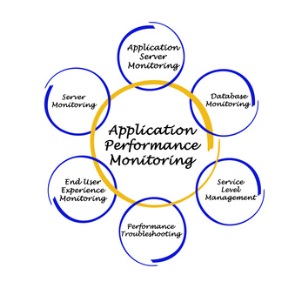 Application
Server
Monitoring
Server
Monitoring
Database
Monitoring
Application
Performance
Monitoring
End User
Experience
Monitoring
Service
Level
Management
Performance
Troubleshooting